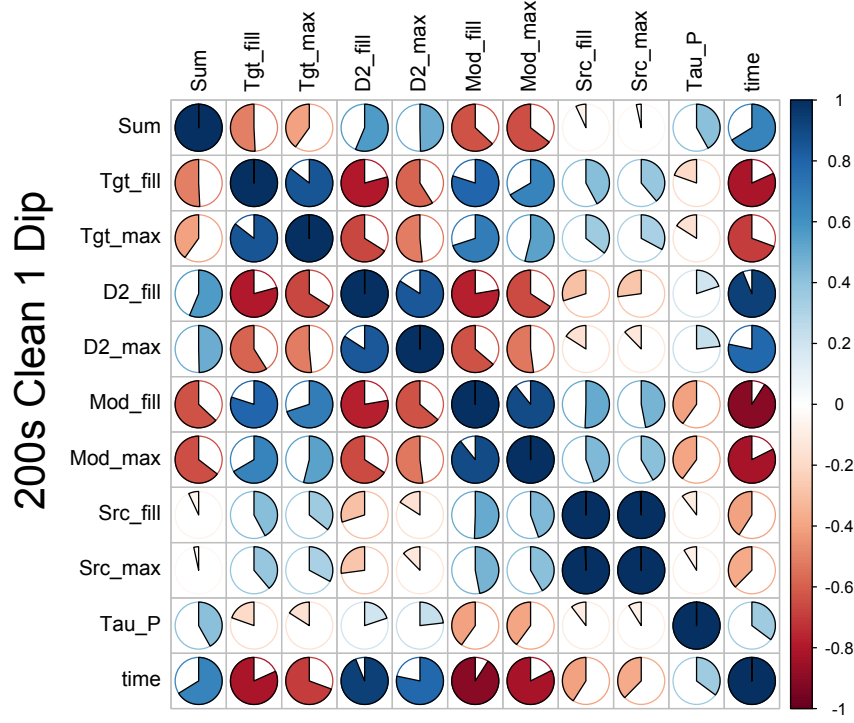 Sum
Tgt_fill
Tgt_max
D2_fill
D2_max
Mod_fill
Mod_max
Src_fill
Src_max
Tau_P
time
200s Clean 1 Dip
Sum
Tgt_fill
Tgt_max
D2_fill
D2_max
Mod_fill
Mod_max
Src_fill
Src_max
Tau_P
time
1
0.8
0.6
0.4
0.2
0
-0.2
-0.4
-0.6
-0.8
-1